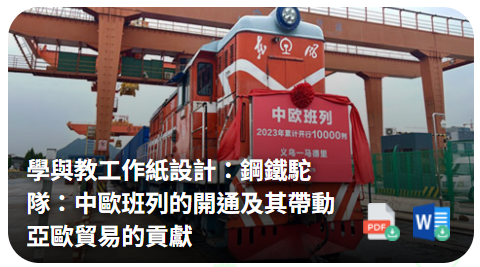 中欧班列
2023年累计开行10000列
义乌—马德里
學與教工作紙設計：鋼鐵駝
隊：中歐班列的開通及其帶動
亞歐貿易的貢獻
PDF
W